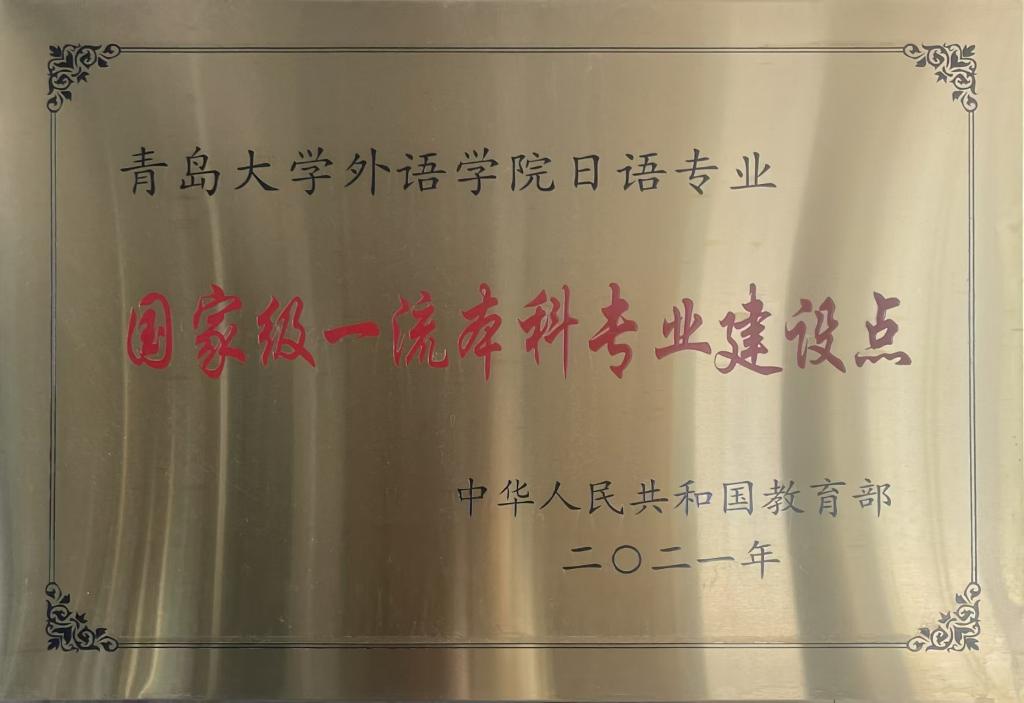 青岛大学外语学院日语专业
国家级一流本科专业建设点
中华人民共和国教育部
二〇二一年